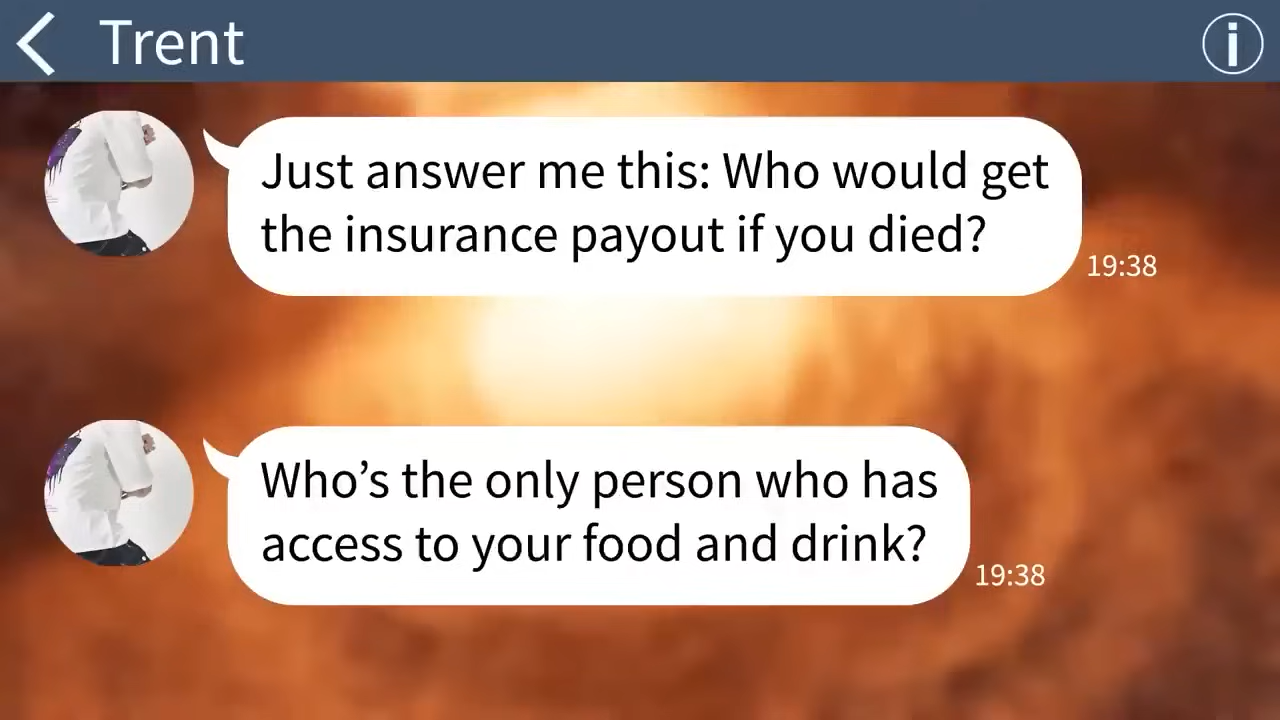 Trent
Just answer me this: Who would get
the insurance payout if you died?
19:38
Who’s the only person who has
access to your food and drink?
19:38